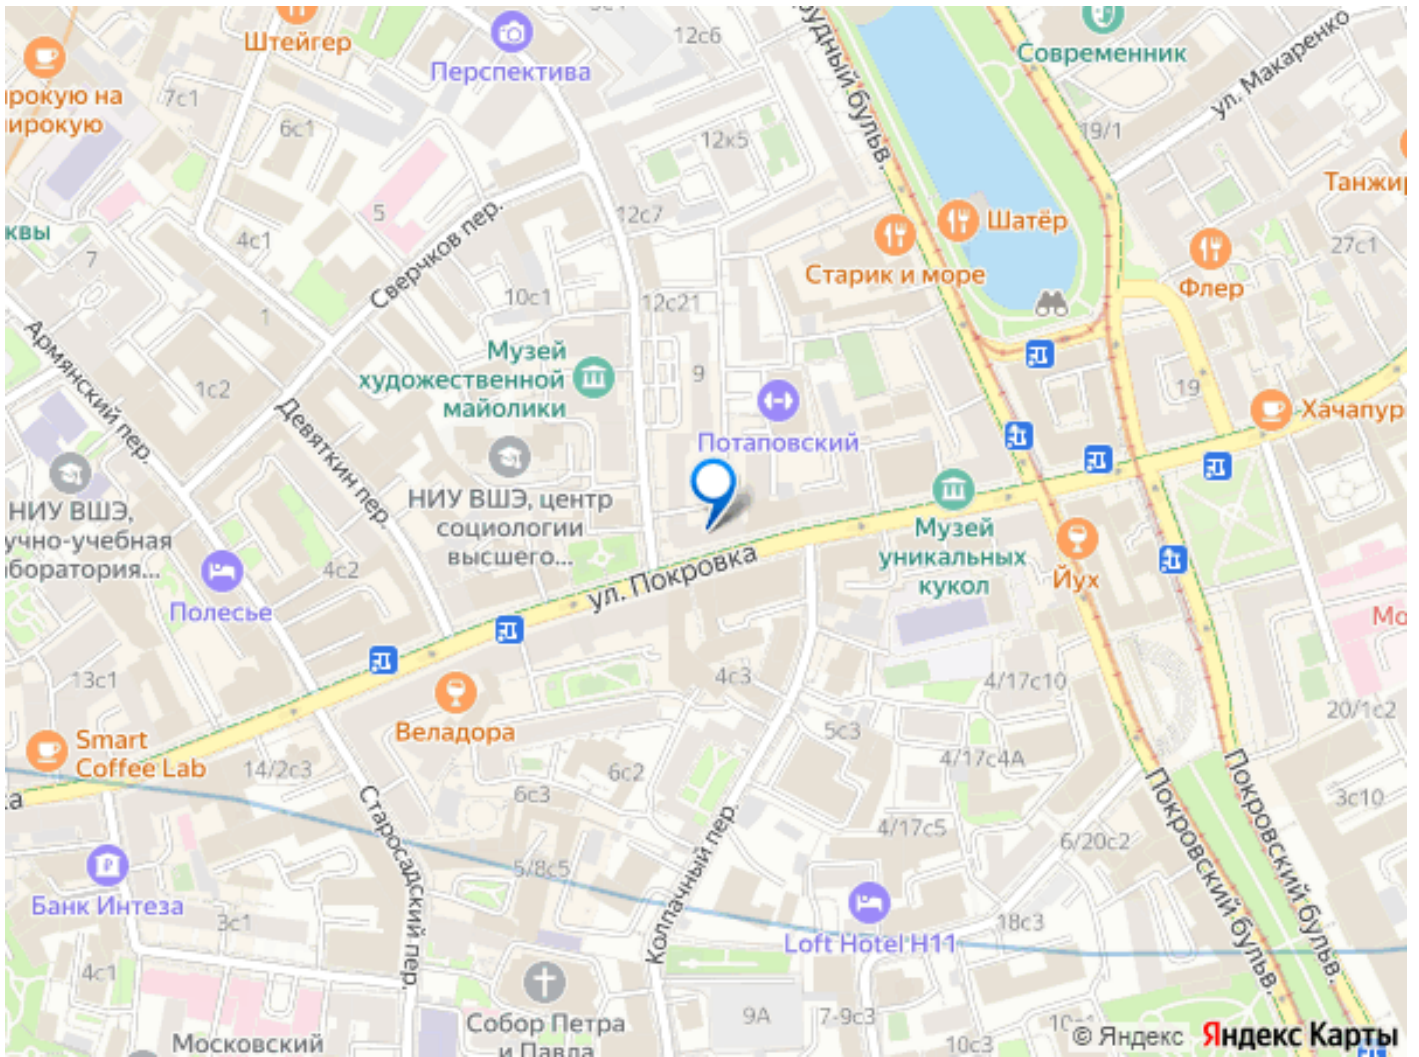 Штейгер
Перспектива
12с6
Современник
ул. Макаренко
7с1
6с1
12к5
19/1
5
12с7
квы
7
4с1
Сверчков пер.
Шатёр
Старик и море
Флер
27с1
10с1
12с21
1
Армянский пер.
1с2
Музей
художественной
майолики
9
19
Хачапур
Девяткин пер.
Потаповский
НИУ ВШЭ,
учно-учебная
боратория...
НИУ ВШЭ, центр
социологии
высшего...
Музей
уникальных
кукол
Йух
ул. Покровка
4с2
Полесье
13с1
Веладора
4с3
4/17с10
20/1с2
5с3
Smart
Coffee Lab
14/2с3
6с2
6с3
4/17с4А
3с10
Старосадский пер.
Колпачный пер.
4/17с5
6/20с2
Покровский бульв.
Покровский бульв.
5/8с5
Банк Интеза
3с1
Loft Hotel H11
18с3
4с1
Собор Петра
и Павла
9А
7-9с3
10с3
Московский
© Яндекс
Яндекс Карты